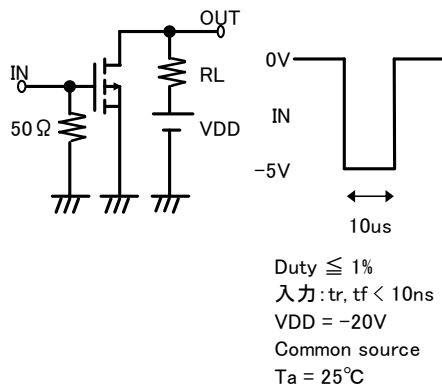 OUT
IN
RL
50Ω
VDD
0V
IN
-5V
10us
Duty ≦ 1%
入力:tr, tf < 10ns
VDD = -20V
Common source
Ta = 25℃